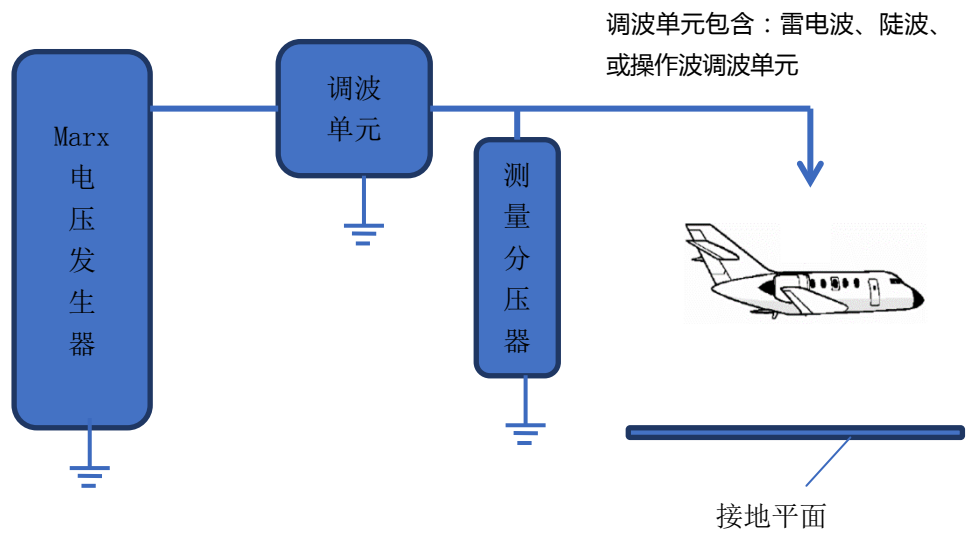 调波单元包含：雷电波、陡波、
或操作波调波单元
Marx
电
压
发
生
器
调波
单元
测
量
分
压
器
接地平面